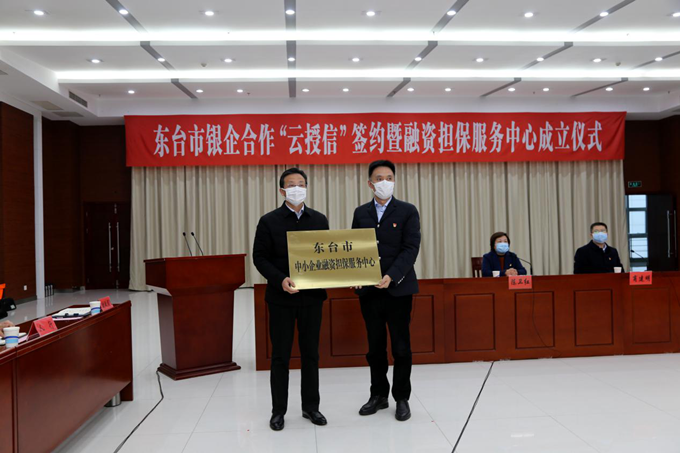 东台市银企合作“云授信”签约暨融资担保服务中心成立仪式
东台市
中小企业融资担保服务中心